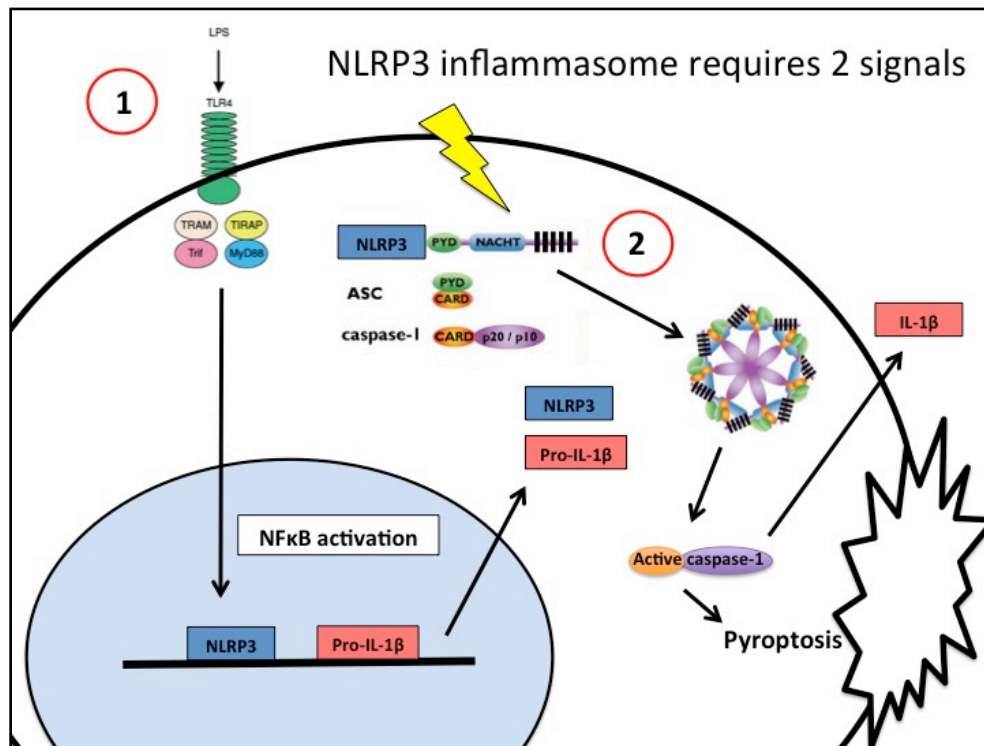 LPS
NLRP3 inflammasome requires 2 signals
1
TLR4
TRAM TIRAP
Trif MyD88
NLRP3 PYD NACHT
2
ASC PYD
CARD
caspase-1 CARD p20 / p10
IL-1β
NLRP3
Pro-IL-1β
NFκB activation
Active caspase-1
Pyroptosis
NLRP3 Pro-IL-1β